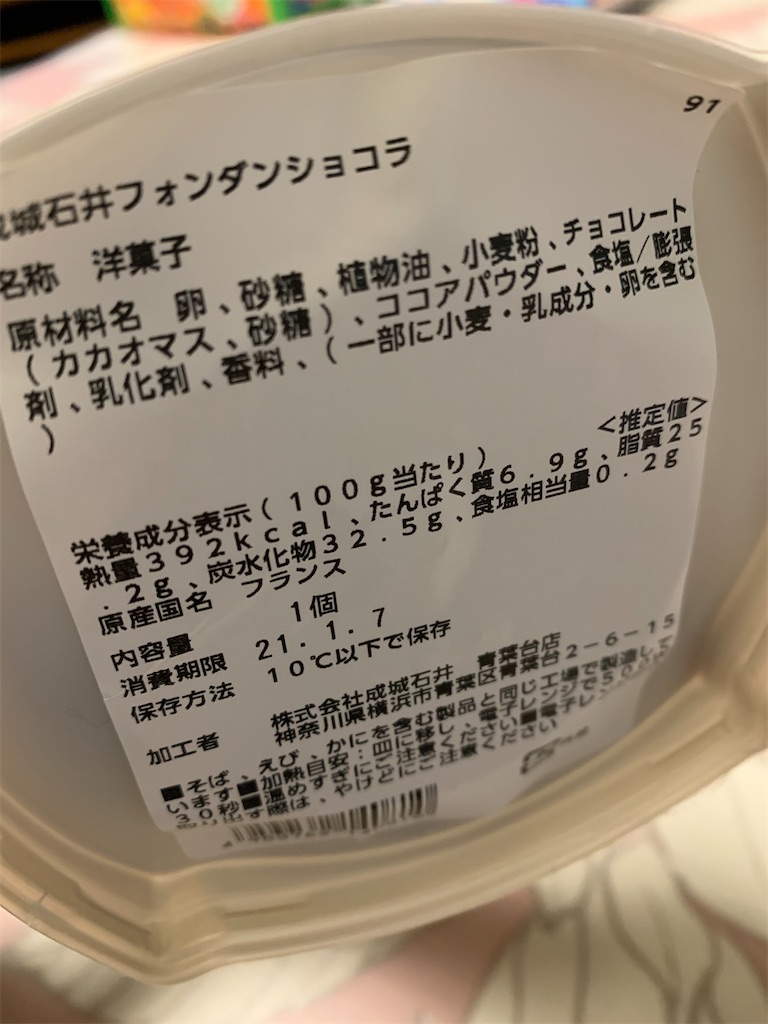 91
成城石井フォンダンショコラ
名称 洋菓子
原材料名 卵、砂糖、植物油、小麦粉、チョコレート
(カカオマス、砂糖)、ココアパウダー、食塩/膨張
剤、乳化剤、香料、(一部に小麦・乳成分・卵を含む
)
<推定値>
栄養成分表示(100g当たり)
熱量392kcal、たんぱく質6.9g、脂質25
.2g、炭水化物32.5g、食塩相当量0.2g
原産国名 フランス
内容量 1個
消費期限 21.1.7
保存方法 10℃以下で保存
加工者 株式会社成城石井 青葉台店
神奈川県横浜市青葉区青葉台2-6-15
■そば、えび、かにを含む製品と同じ工場で製造して
います■加熱目安:皿に移し、電子レンジで500W
30秒■温めすぎにご注意ください■電子レン
取り出す際は、やけどにご注意ください